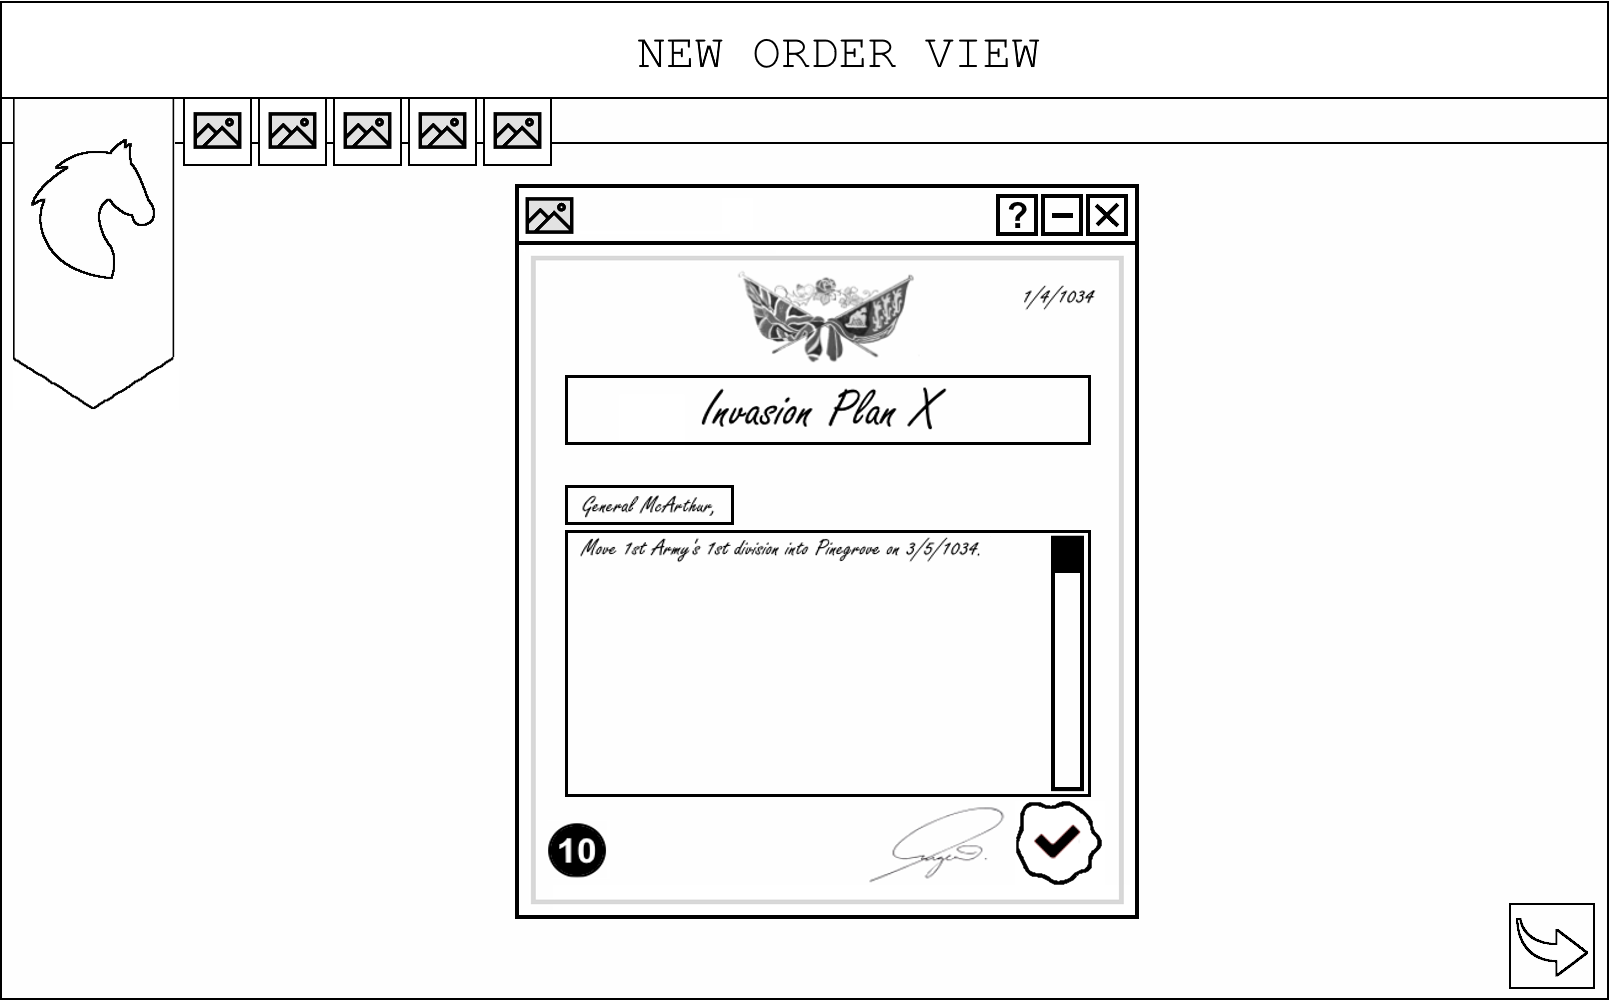 NEW ORDER VIEW
?
1/4/1034
Invasion Plan X
General McArthur,
Move 1st Army's 1st division into Pinegrove on 3/5/1034.
10